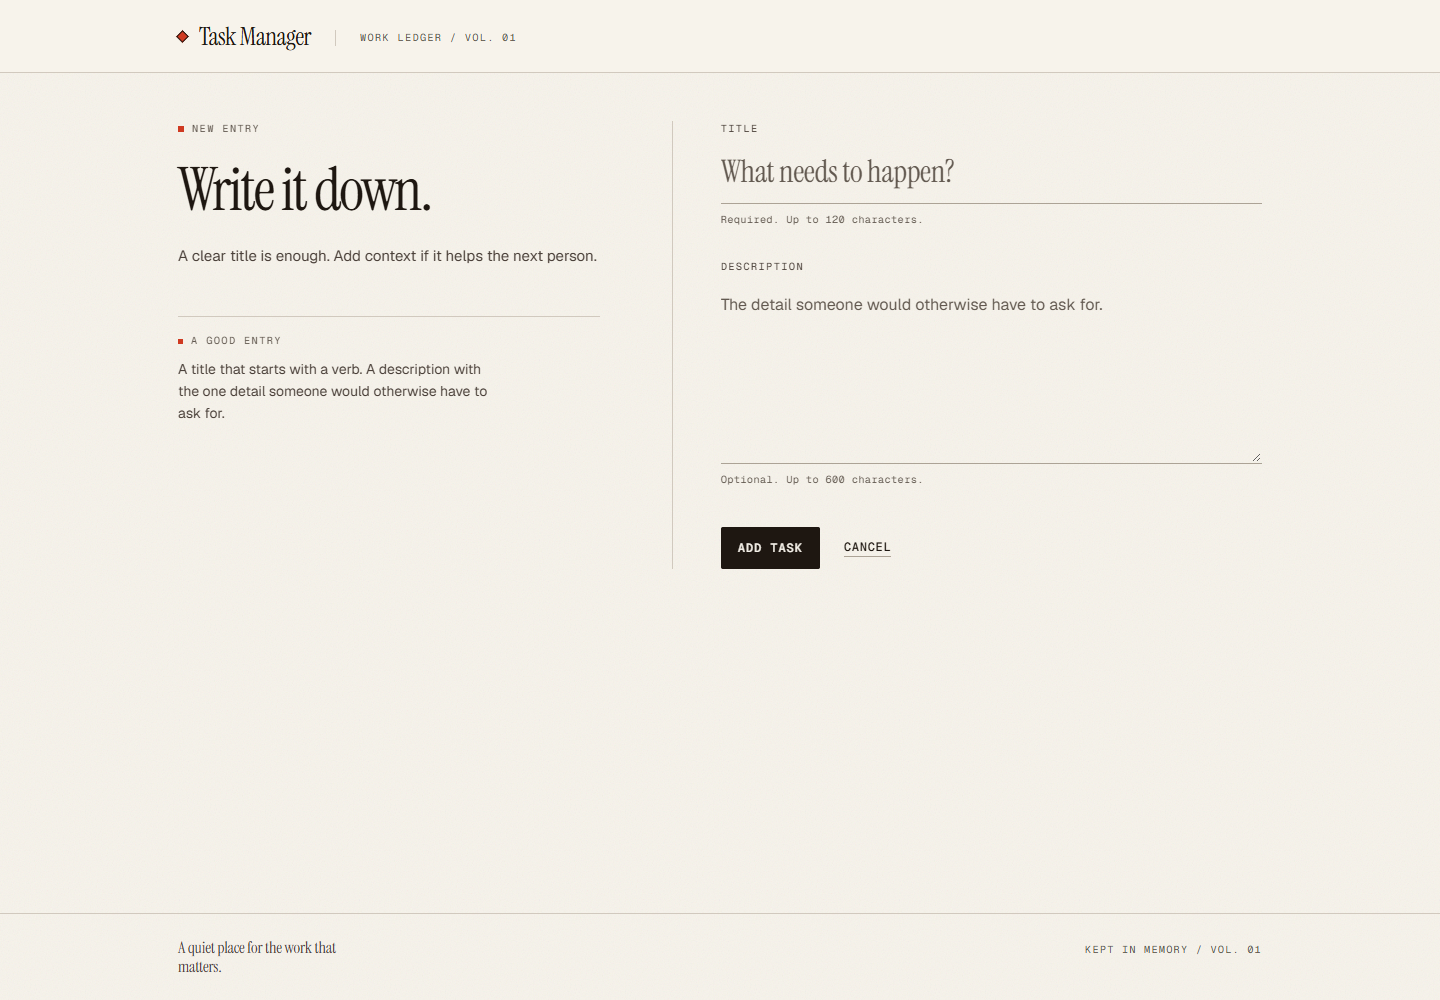 Task Manager
WORK LEDGER / VOL. 01
NEW ENTRY
Write it down.
A clear title is enough. Add context if it helps the next person.
A GOOD ENTRY
A title that starts with a verb. A description with
the one detail someone would otherwise have to
ask for.
TITLE
What needs to happen?
Required. Up to 120 characters.
DESCRIPTION
The detail someone would otherwise have to ask for.
Optional. Up to 600 characters.
ADD TASK
CANCEL
A quiet place for the work that
matters.
KEPT IN MEMORY / VOL. 01